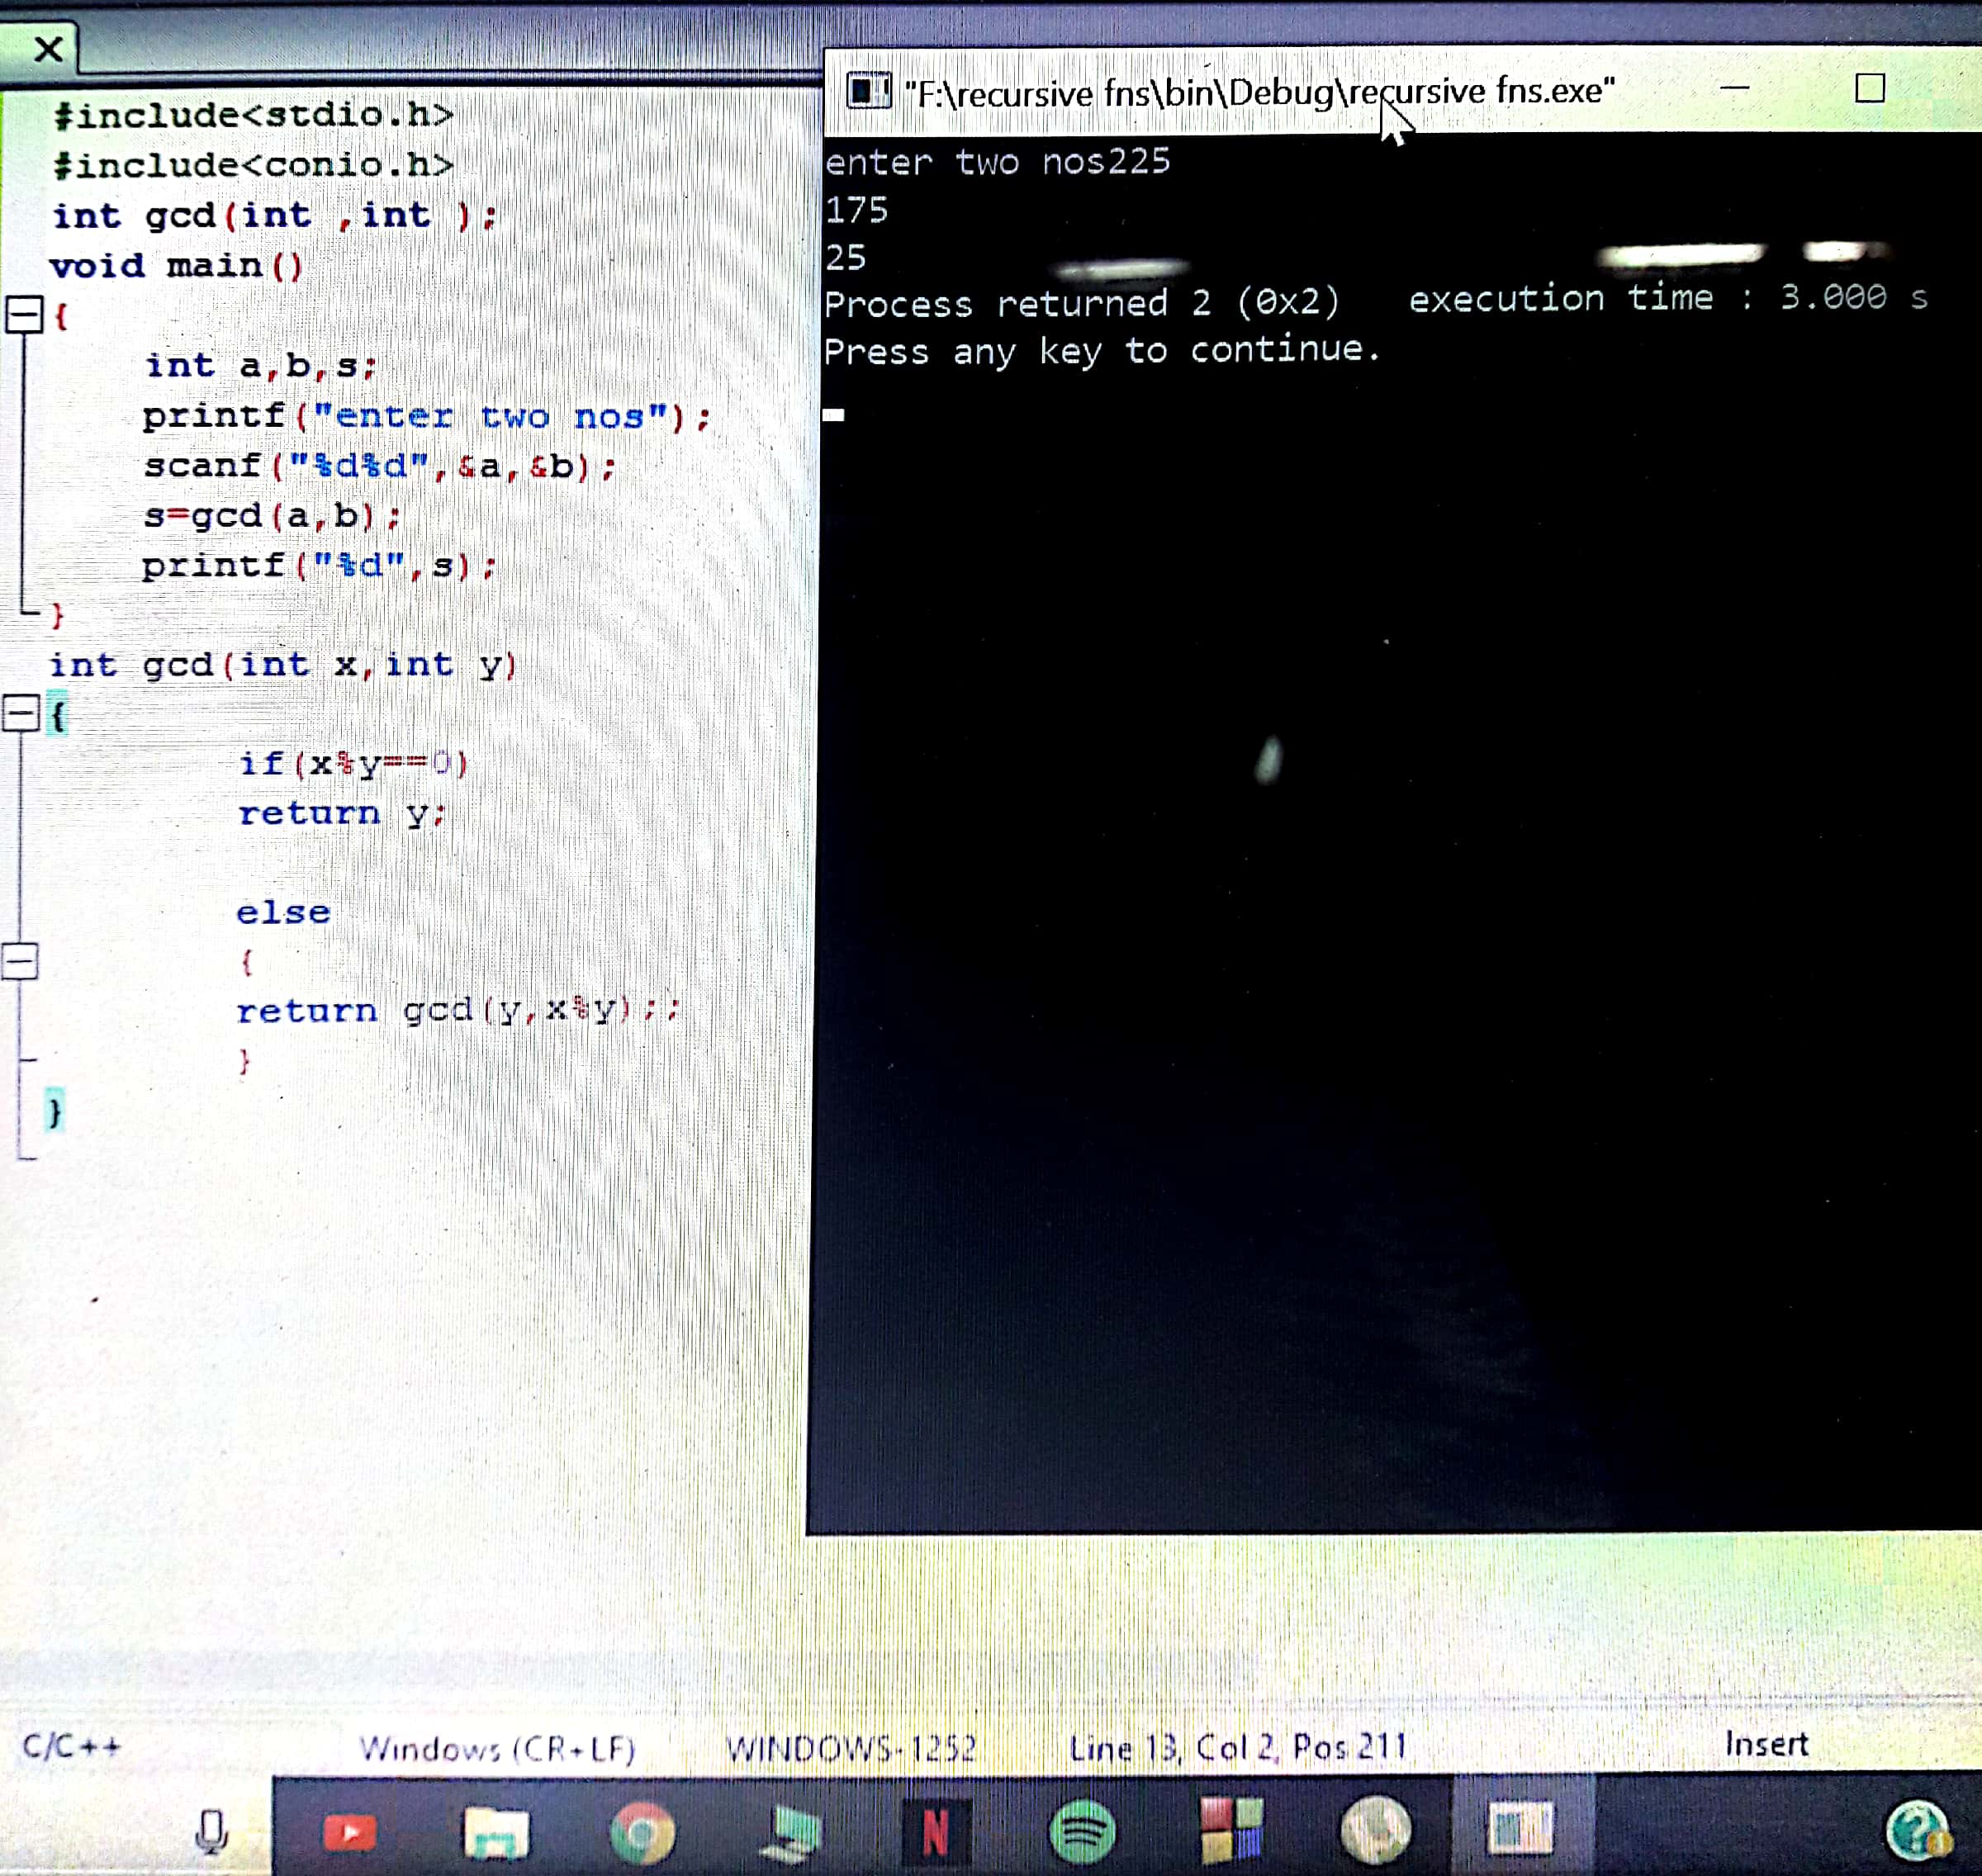 #include<stdio.h>
#include<conio.h>
int gcd(int ,int );
void main()
{
int a,b,s;
printf("enter two nos");
scanf("%d%d",&a,&b);
s=gcd(a,b);
printf("%d",s);
}
int gcd(int x,int y)
{
if(x%y==0)
return y;
else
{
return gcd(y,x%y);;
}
}
"F:\recursive fns\bin\Debug\recursive fns.exe"
enter two nos225
175
25
Process returned 2 (0x2)   execution time : 3.000 s
Press any key to continue.
C/C++ Windows (CR+LF) WINDOWS-1252 Line 13, Col 2, Pos 211 Insert
N